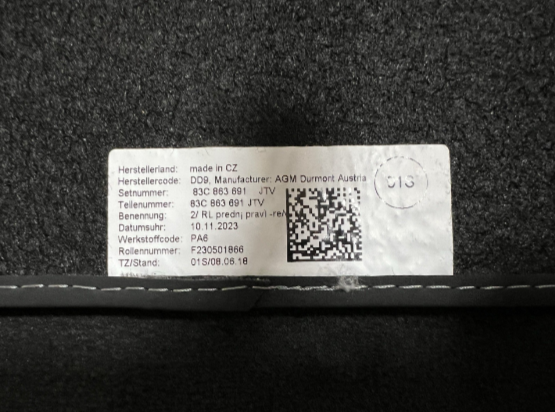 Herstellerland: made in CZ
Herstellercode: DD9, Manufacturer: AGM Durmont Austria
Setnummer: 83C 863 691 JTV
Teilenummer: 83C 863 691 JTV
Benennung: 2/ RL prednj pravi -re/
Datumsuhr: 10.11.2023
Werkstoffcode: PA6
Rollennummer: F230501866
TZ/Stand: 01S/08.06.18